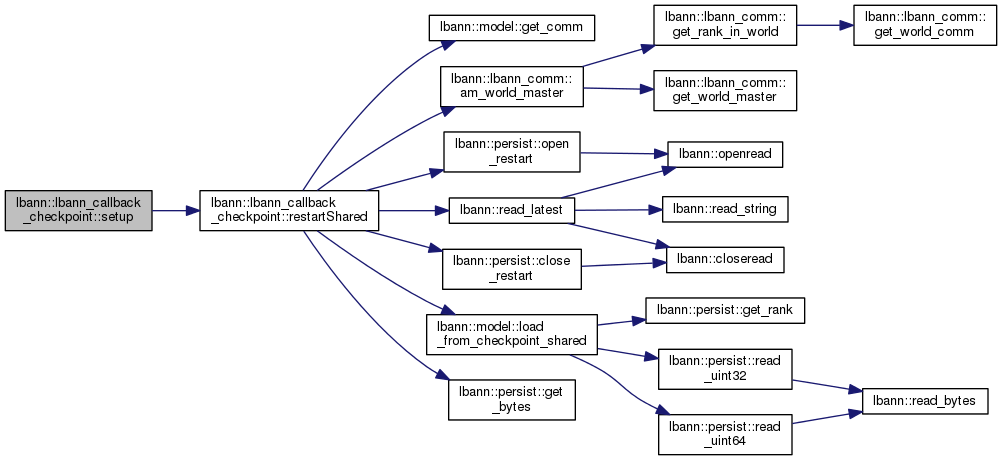 lbann::lbann_callback
_checkpoint::setup
lbann::lbann_callback
_checkpoint::restartShared
lbann::model::get_comm
lbann::lbann_comm::
am_world_master
lbann::persist::open
_restart
lbann::read_latest
lbann::persist::close
_restart
lbann::model::load
_from_checkpoint_shared
lbann::persist::get
_bytes
lbann::lbann_comm::
get_rank_in_world
lbann::lbann_comm::
get_world_master
lbann::openread
lbann::read_string
lbann::closeread
lbann::persist::get_rank
lbann::persist::read
_uint32
lbann::persist::read
_uint64
lbann::lbann_comm::
get_world_comm
lbann::read_bytes